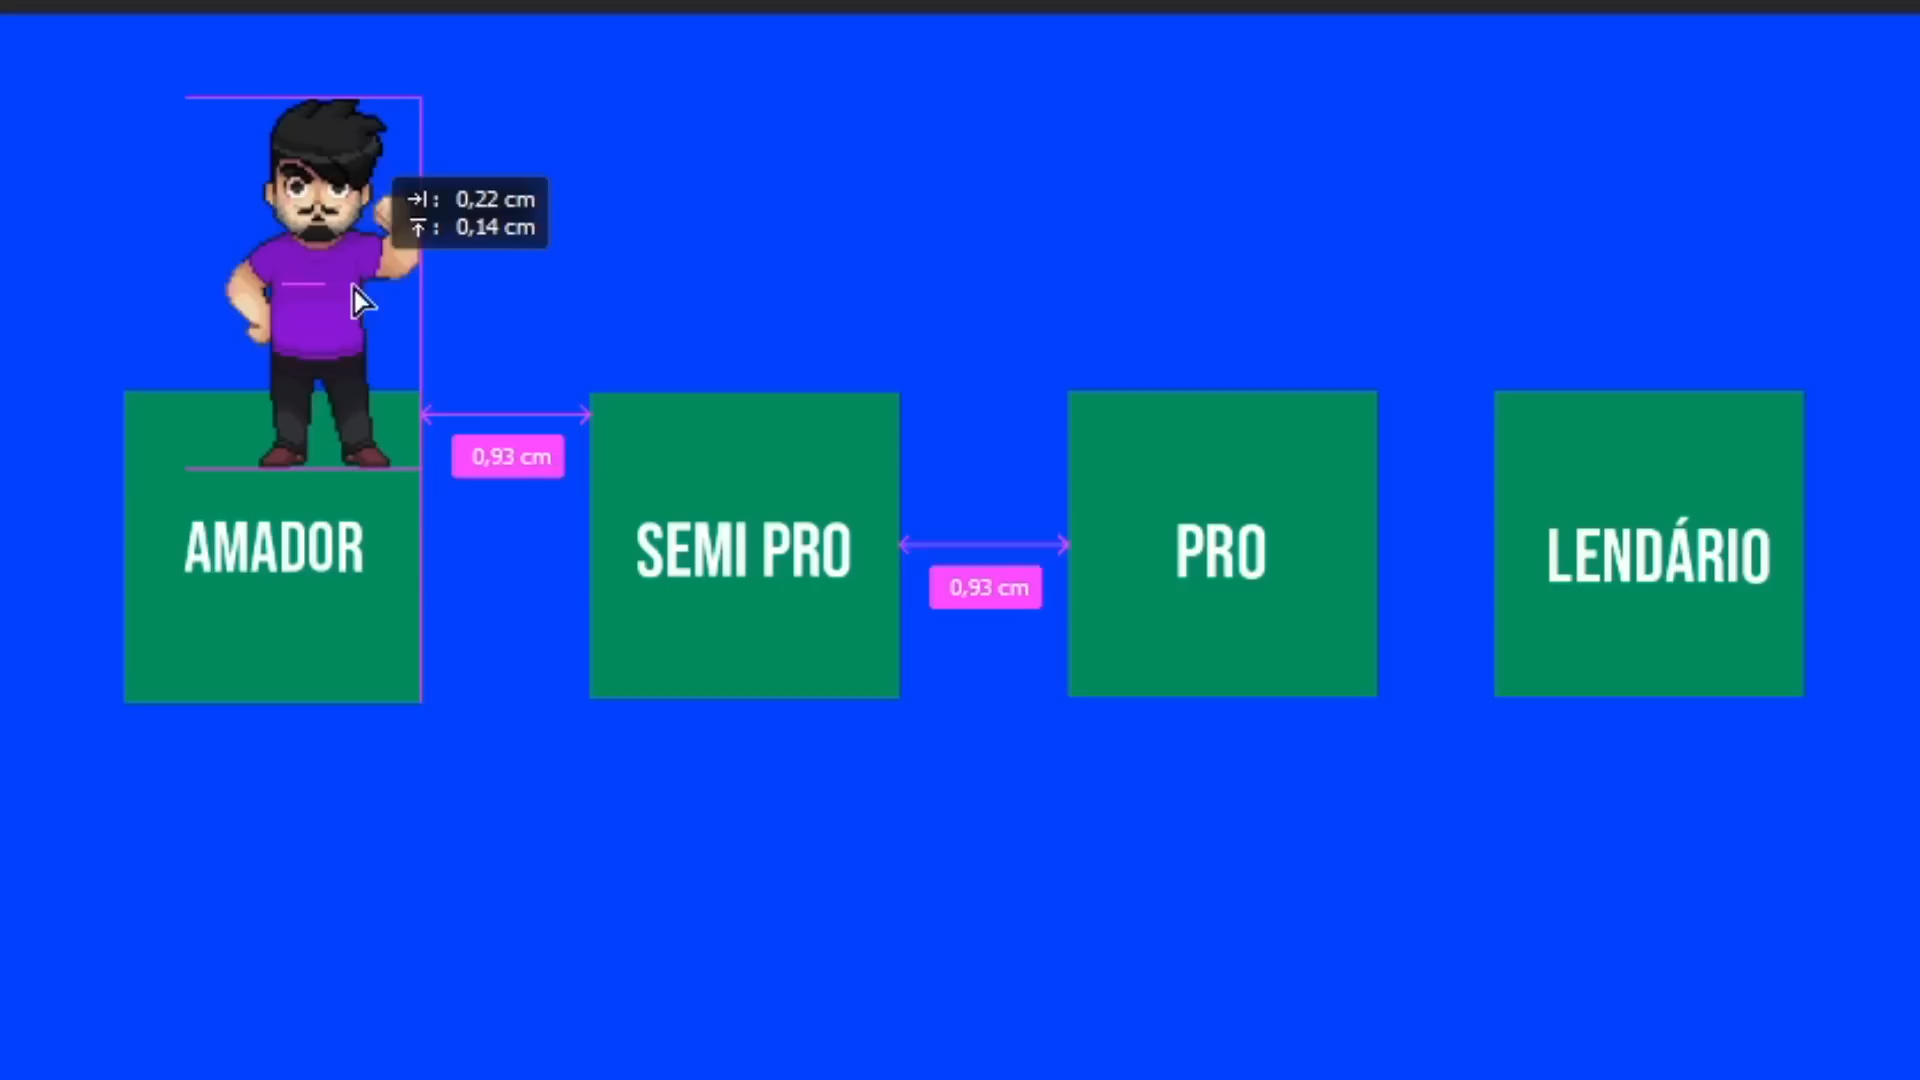 →| : 0,22 cm
↑ : 0,14 cm
0,93 cm
AMADOR
SEMI PRO
PRO
LENDÁRIO
0,93 cm